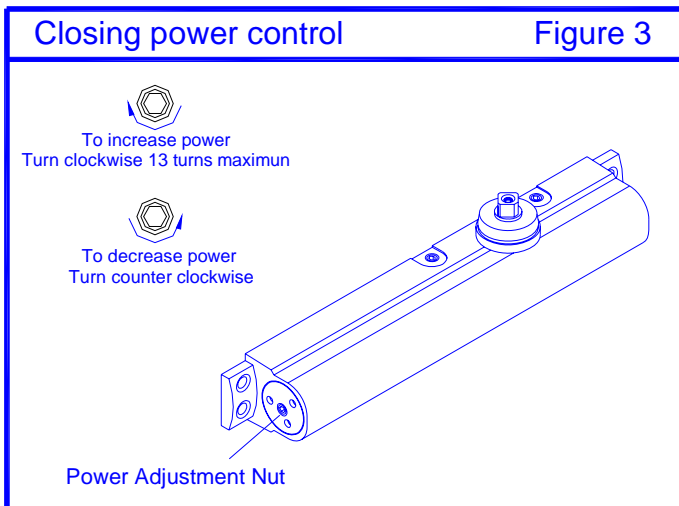 Closing power control Figure 3
To increase power
Turn clockwise 13 turns maximun
To decrease power
Turn counter clockwise
Power Adjustment Nut